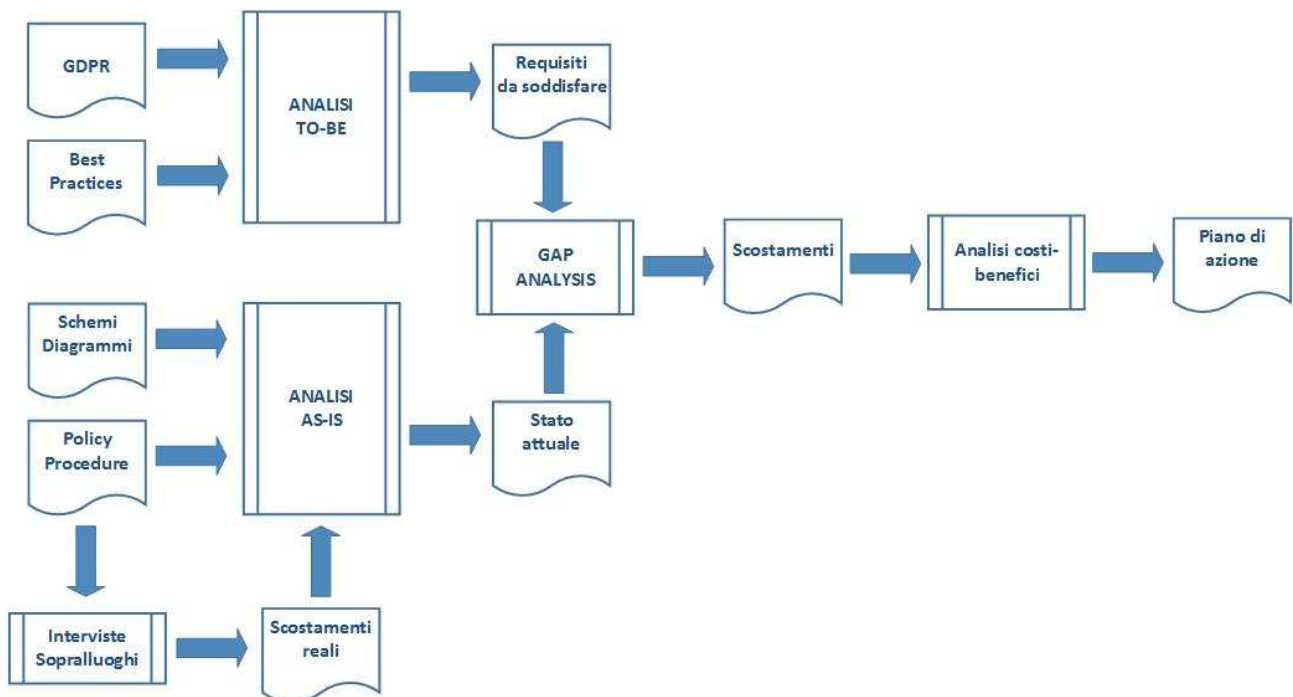 GDPR
Best
Practices
ANALISI
TO-BE
Requisiti
da soddisfare
GAP
ANALYSIS
Scostamenti
Analisi costi-
benefici
Piano di
azione
Schemi
Diagrammi
Policy
Procedure
ANALISI
AS-IS
Stato
attuale
Interviste
Sopralluoghi
Scostamenti
reali